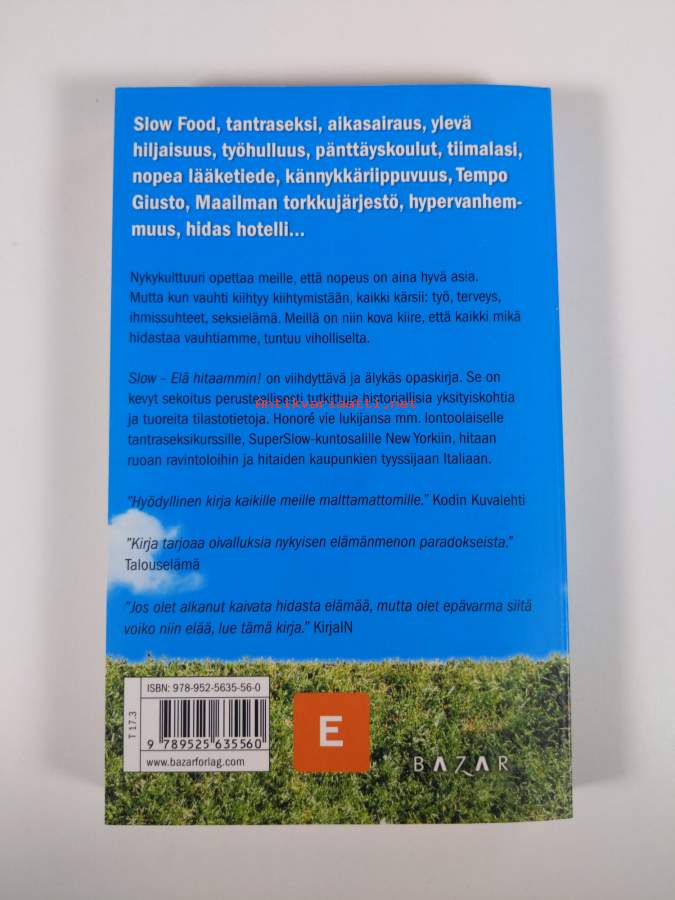 Slow Food, tantraseksi, aikasairaus, ylevä
hiljaisuus, työhulluus, pänttäyskoulut, tiimalasi,
nopea lääketiede, kännykkäriippuvuus, Tempo
Giusto, Maailman torkkujärjestö, hypervanhem-
muus, hidas hotelli...
Nykykulttuuri opettaa meille, että nopeus on aina hyvä asia.
Mutta kun vauhti kiihtyy kiihtymistään, kaikki kärsii: työ, terveys,
ihmissuhteet, seksielämä. Meillä on niin kova kiire, että kaikki mikä
hidastaa vauhtiamme, tuntuu viholliselta.
Slow – Elä hitaammin! on viihdyttävä ja älykäs opaskirja. Se on
kevyt sekoitus perusteellisesti tutkittuja historiallisia yksityiskohtia
antikvariaatti.net
ja tuoreita tilastotietoja. Honoré vie lukijansa mm. lontoolaiselle
tantraseksikurssille, SuperSlow-kuntosalille New Yorkiin, hitaan
ruoan ravintoloihin ja hitaiden kaupunkien tyyssijaan Italiaan.
"Hyödyllinen kirja kaikille meille malttamattomille." Kodin Kuvalehti
"Kirja tarjoaa oivalluksia nykyisen elämänmenon paradokseista."
Talouselämä
"Jos olet alkanut kaivata hidasta elämää, mutta olet epävarma siitä
voiko niin elää, lue tämä kirja." KirjaIN
ISBN: 978-952-5635-56-0
T 17.3
9 789525 635560
www.bazarforlag.com
E
BAZAR